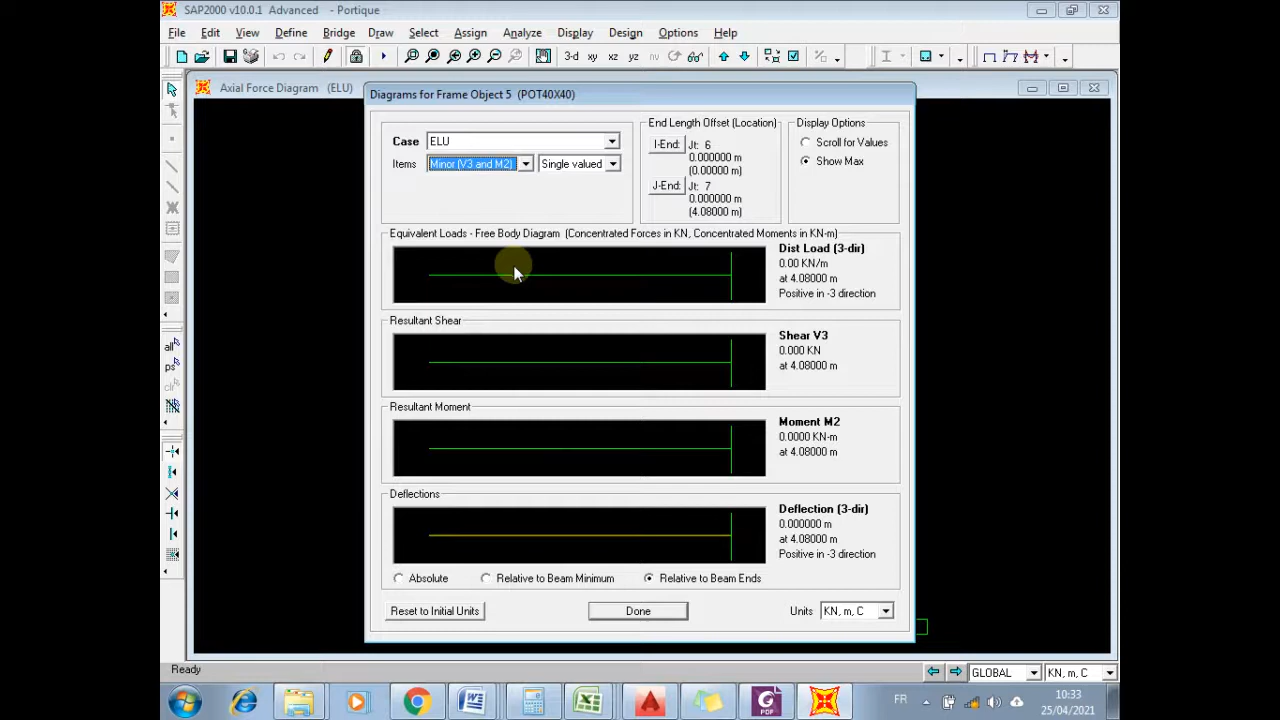 SAP2000 v10.0.1 Advanced - Portique
File Edit View Define Bridge Draw Select Assign Analyze Display Design Options Help
3-d xy xz yz nv
Axial Force Diagram (ELU)
Diagrams for Frame Object 5 (POT40X40)
Case ELU
Items Minor (V3 and M2) Single valued
End Length Offset (Location)
I-End: Jt: 6
0.000000 m
(0.00000 m)
J-End: Jt: 7
0.000000 m
(4.08000 m)
Display Options
Scroll for Values
Show Max
Equivalent Loads - Free Body Diagram (Concentrated Forces in KN, Concentrated Moments in KN-m)
Dist Load (3-dir)
0.00 KN/m
at 4.08000 m
Positive in -3 direction
Resultant Shear
Shear V3
0.000 KN
at 4.08000 m
Resultant Moment
Moment M2
0.0000 KN-m
at 4.08000 m
Deflections
Deflection (3-dir)
0.000000 m
at 4.08000 m
Positive in -3 direction
Absolute Relative to Beam Minimum Relative to Beam Ends
Reset to Initial Units Done Units KN, m, C
all
ps
clr
Ready GLOBAL KN, m, C
PDF FR 10:33
25/04/2021